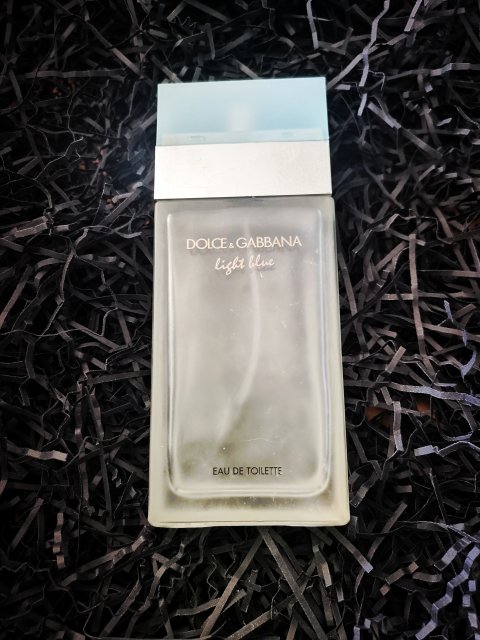 DOLCE & GABBANA
light blue
EAU DE TOILETTE